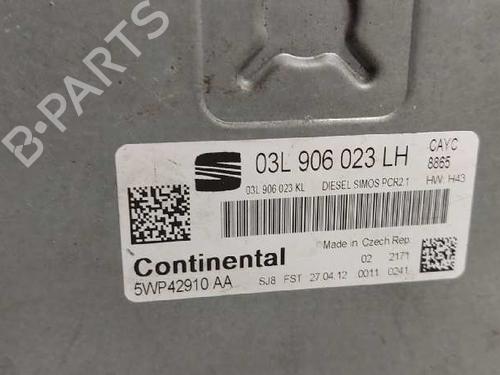 B-PARTS
03L 906 023 LH
CAYC
8865
03L 906 023 KL DIESEL SIMOS PCR2.1 HW: H43
Made in Czech Rep.
Continental
02 2171
5WP42910 AA SJ8 FST 27.04.12 0011 0241